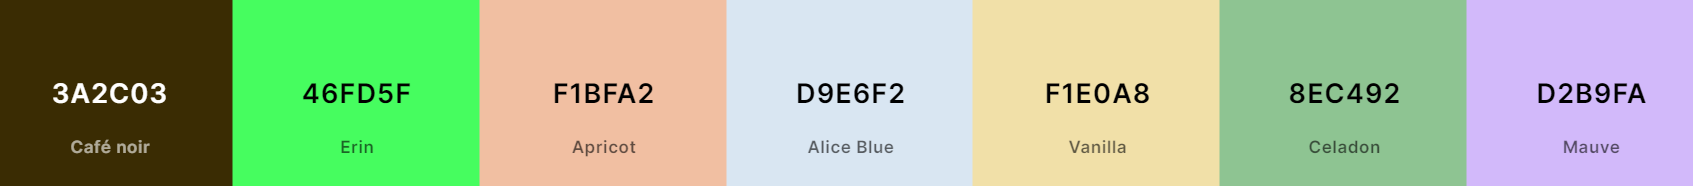 3A2C03 46FD5F F1BFA2 D9E6F2 F1E0A8 8EC492 D2B9FA
Café noir Erin Apricot Alice Blue Vanilla Celadon Mauve